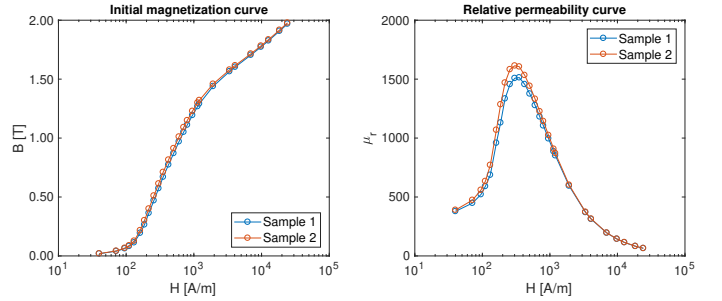 Initial magnetization curve
2.00
1.50
1.00
0.50
0.00
B [T]
10^1
10^2
10^3
10^4
10^5
H [A/m]
Sample 1
Sample 2
Relative permeability curve
2000
1500
1000
500
0
μ_r
10^1
10^2
10^3
10^4
10^5
H [A/m]
Sample 1
Sample 2